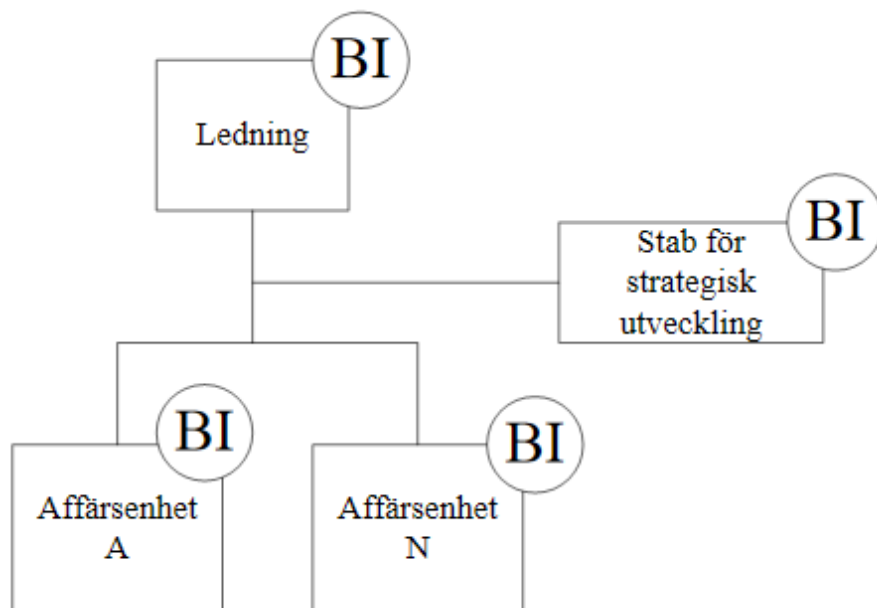 BI
Ledning
BI
Stab för
strategisk
utveckling
BI
Affärsenhet
A
BI
Affärsenhet
N